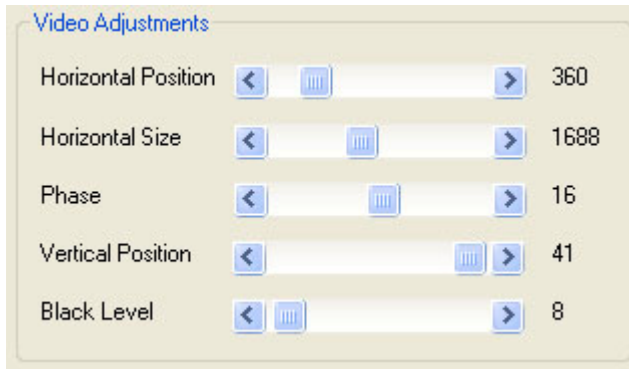 Video Adjustments
Horizontal Position 360
Horizontal Size 1688
Phase 16
Vertical Position 41
Black Level 8